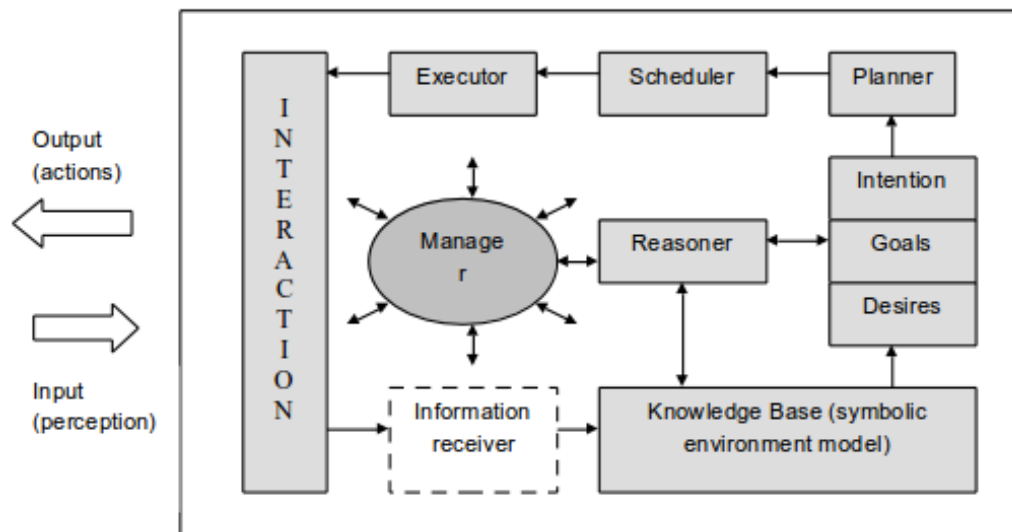 Output
(actions)
Input
(perception)
INTERACTION
Executor
Scheduler
Planner
Manage
r
Reasoner
Intention
Goals
Desires
Information
receiver
Knowledge Base (symbolic
environment model)